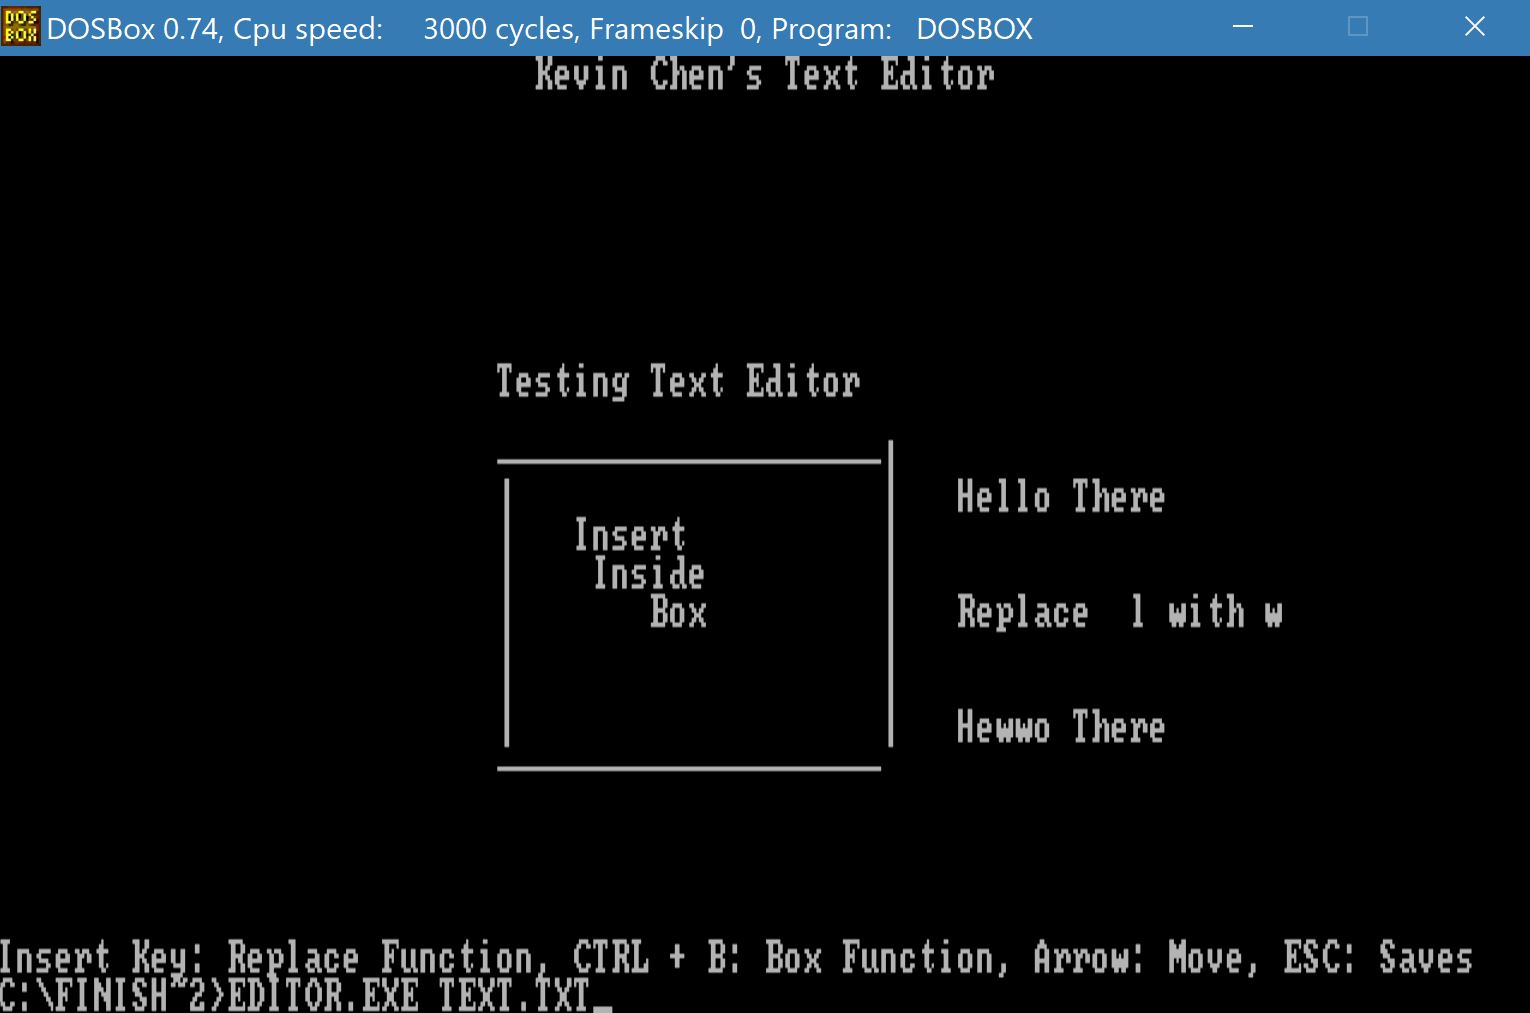 DOSBox 0.74, Cpu speed: 3000 cycles, Frameskip 0, Program: DOSBOX
Kevin Chen's Text Editor
Testing Text Editor
Hello There
Insert
Inside
Box
Replace  l with w
Hewwo There
Insert Key: Replace Function, CTRL + B: Box Function, Arrow: Move, ESC: Saves
C:\FINISH~2>EDITOR.EXE TEXT.TXT_